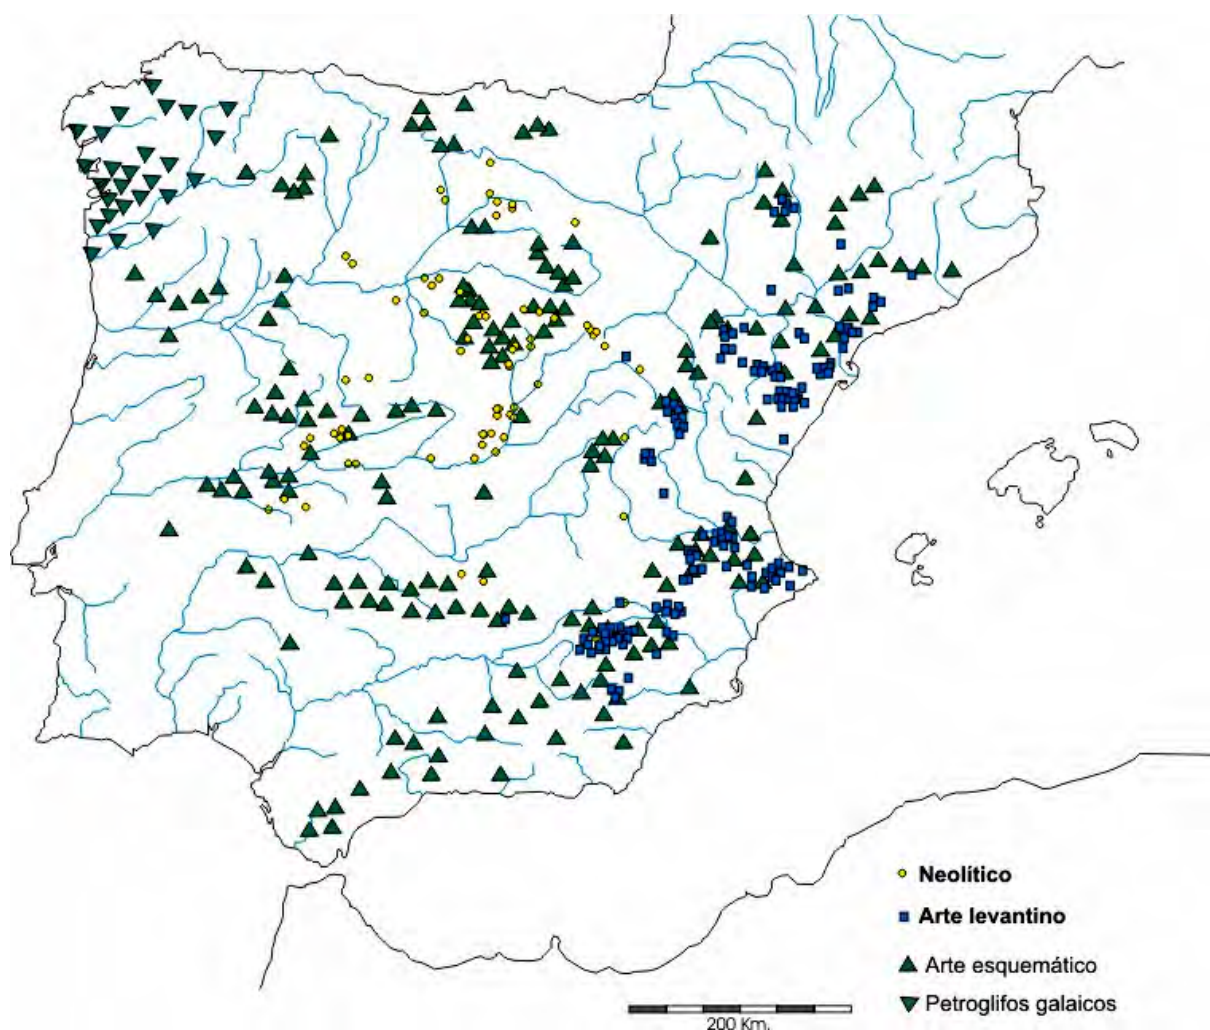 Neolítico
Arte levantino
Arte esquemático
Petroglifos galaicos
200 Km.